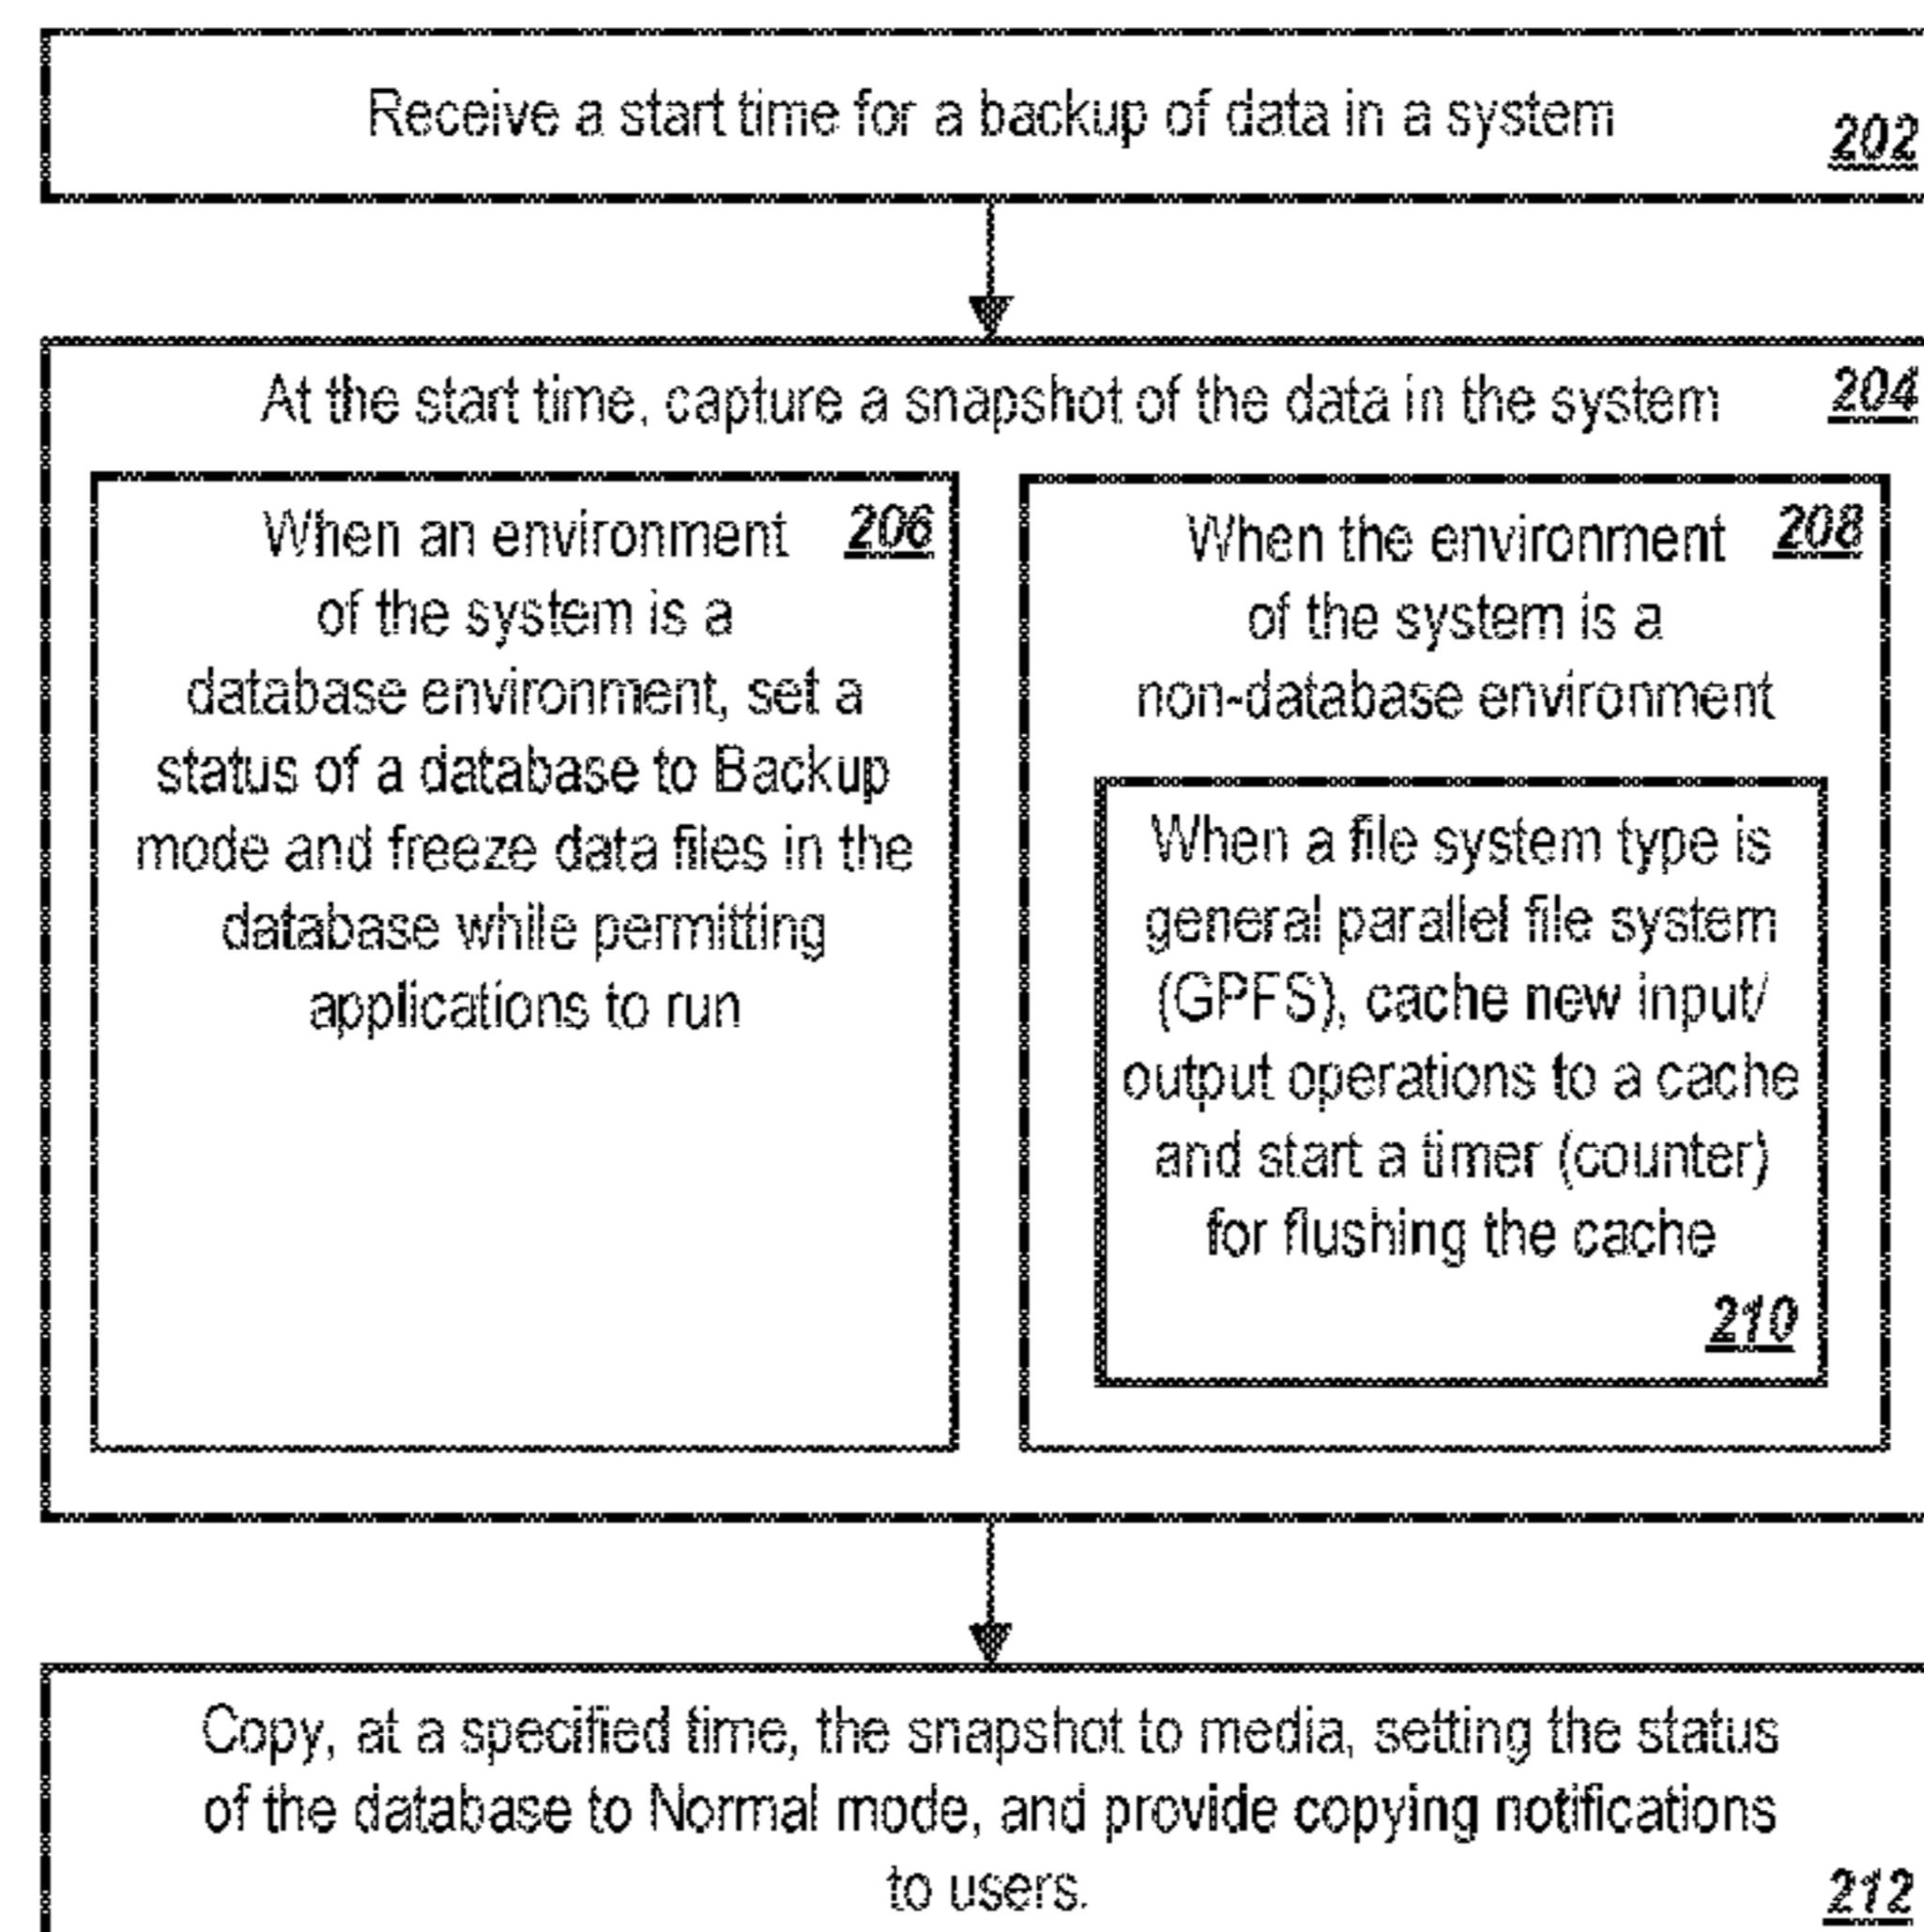 Receive a start time for a backup of data in a system
202
At the start time, capture a snapshot of the data in the system
204
When an environment
206
of the system is a
database environment, set a
status of a database to Backup
mode and freeze data files in the
database while permitting
applications to run
When the environment
208
of the system is a
non-database environment
When a file system type is
general parallel file system
(GPFS), cache new input/
output operations to a cache
and start a timer (counter)
for flushing the cache
210
Copy, at a specified time, the snapshot to media, setting the status
of the database to Normal mode, and provide copying notifications
to users.
212